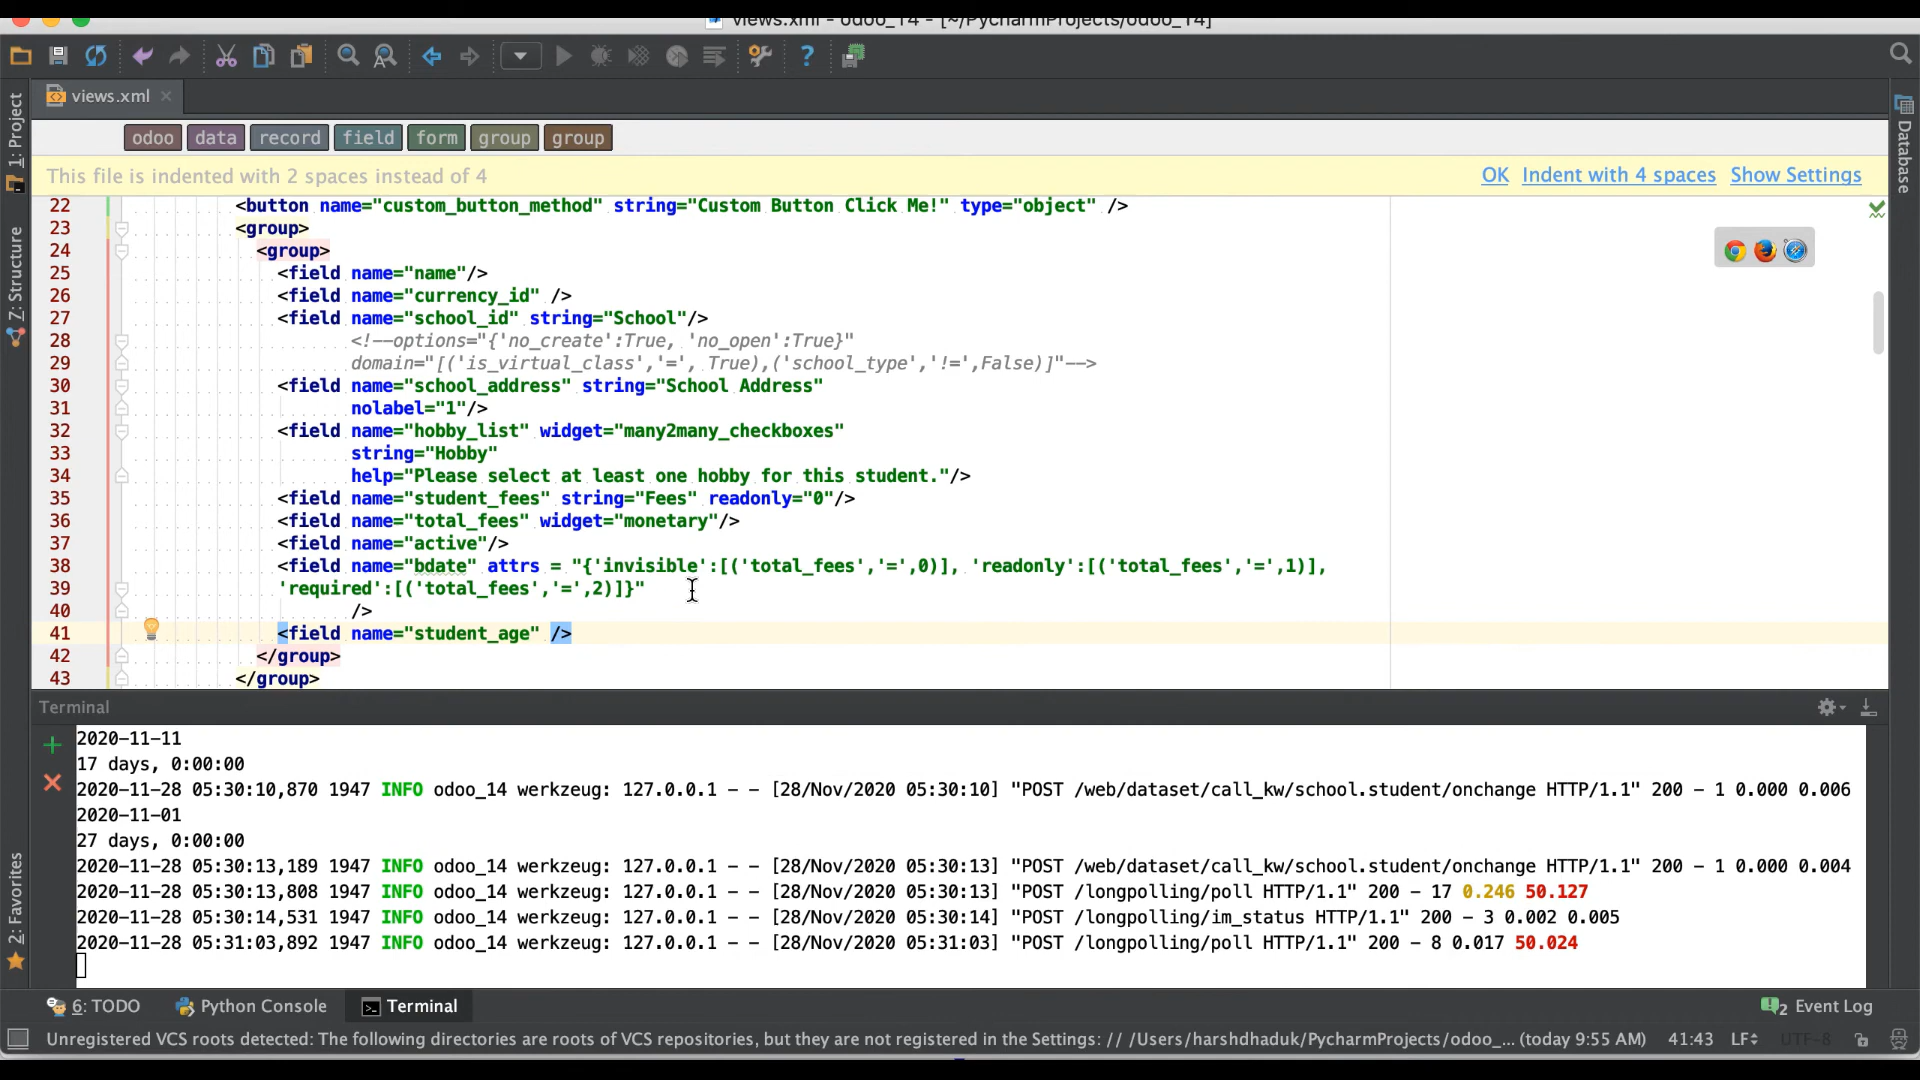 views.xml - odoo_14 - [~/PycharmProjects/odoo_14]
1: Project
7: Structure
2: Favorites
Database
views.xml
odoo data record field form group group
This file is indented with 2 spaces instead of 4
OK Indent with 4 spaces Show Settings
22 <button name="custom_button_method" string="Custom Button Click Me!" type="object" />
23 <group>
24 <group>
25 <field name="name"/>
26 <field name="currency_id" />
27 <field name="school_id" string="School"/>
28 <!--options="{'no_create':True, 'no_open':True}"
29 domain="[('is_virtual_class','=', True),('school_type','!=',False)]"-->
30 <field name="school_address" string="School Address"
31 nolabel="1"/>
32 <field name="hobby_list" widget="many2many_checkboxes"
33 string="Hobby"
34 help="Please select at least one hobby for this student."/>
35 <field name="student_fees" string="Fees" readonly="0"/>
36 <field name="total_fees" widget="monetary"/>
37 <field name="active"/>
38 <field name="bdate" attrs = "{'invisible':[('total_fees','=',0)], 'readonly':[('total_fees','=',1)],
39 'required':[('total_fees','=',2)]}"
40 />
41 <field name="student_age" />
42 </group>
43 </group>
Terminal
2020-11-11
17 days, 0:00:00
2020-11-28 05:30:10,870 1947 INFO odoo_14 werkzeug: 127.0.0.1 - - [28/Nov/2020 05:30:10] "POST /web/dataset/call_kw/school.student/onchange HTTP/1.1" 200 - 1 0.000 0.006
2020-11-01
27 days, 0:00:00
2020-11-28 05:30:13,189 1947 INFO odoo_14 werkzeug: 127.0.0.1 - - [28/Nov/2020 05:30:13] "POST /web/dataset/call_kw/school.student/onchange HTTP/1.1" 200 - 1 0.000 0.004
2020-11-28 05:30:13,808 1947 INFO odoo_14 werkzeug: 127.0.0.1 - - [28/Nov/2020 05:30:13] "POST /longpolling/poll HTTP/1.1" 200 - 17 0.246 50.127
2020-11-28 05:30:14,531 1947 INFO odoo_14 werkzeug: 127.0.0.1 - - [28/Nov/2020 05:30:14] "POST /longpolling/im_status HTTP/1.1" 200 - 3 0.002 0.005
2020-11-28 05:31:03,892 1947 INFO odoo_14 werkzeug: 127.0.0.1 - - [28/Nov/2020 05:31:03] "POST /longpolling/poll HTTP/1.1" 200 - 8 0.017 50.024
6: TODO Python Console Terminal 2 Event Log
Unregistered VCS roots detected: The following directories are roots of VCS repositories, but they are not registered in the Settings: // /Users/harshdhaduk/PycharmProjects/odoo_... (today 9:55 AM) 41:43 LF UTF-8